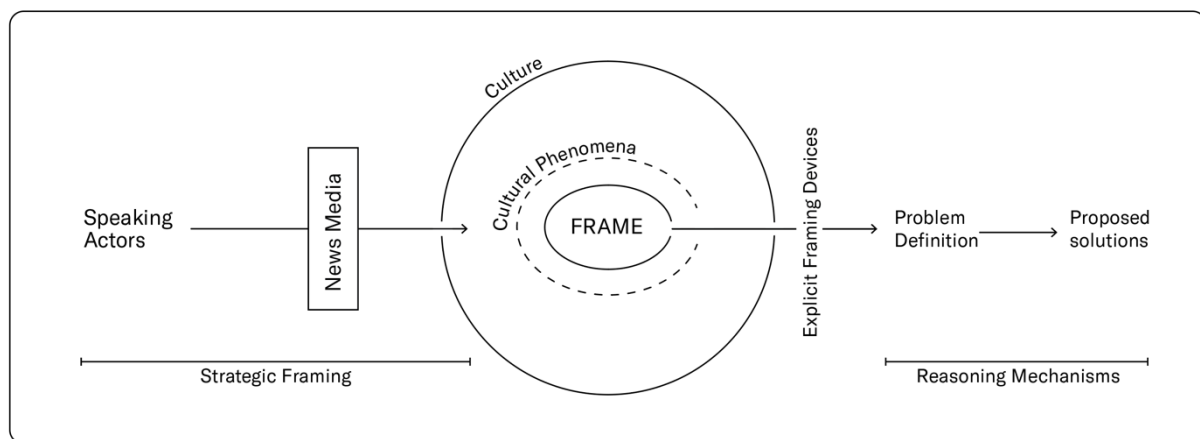 Culture
Cultural Phenomena
Speaking
Actors
News Media
FRAME
Explicit Framing Devices
Problem
Definition
Proposed
solutions
Strategic Framing
Reasoning Mechanisms